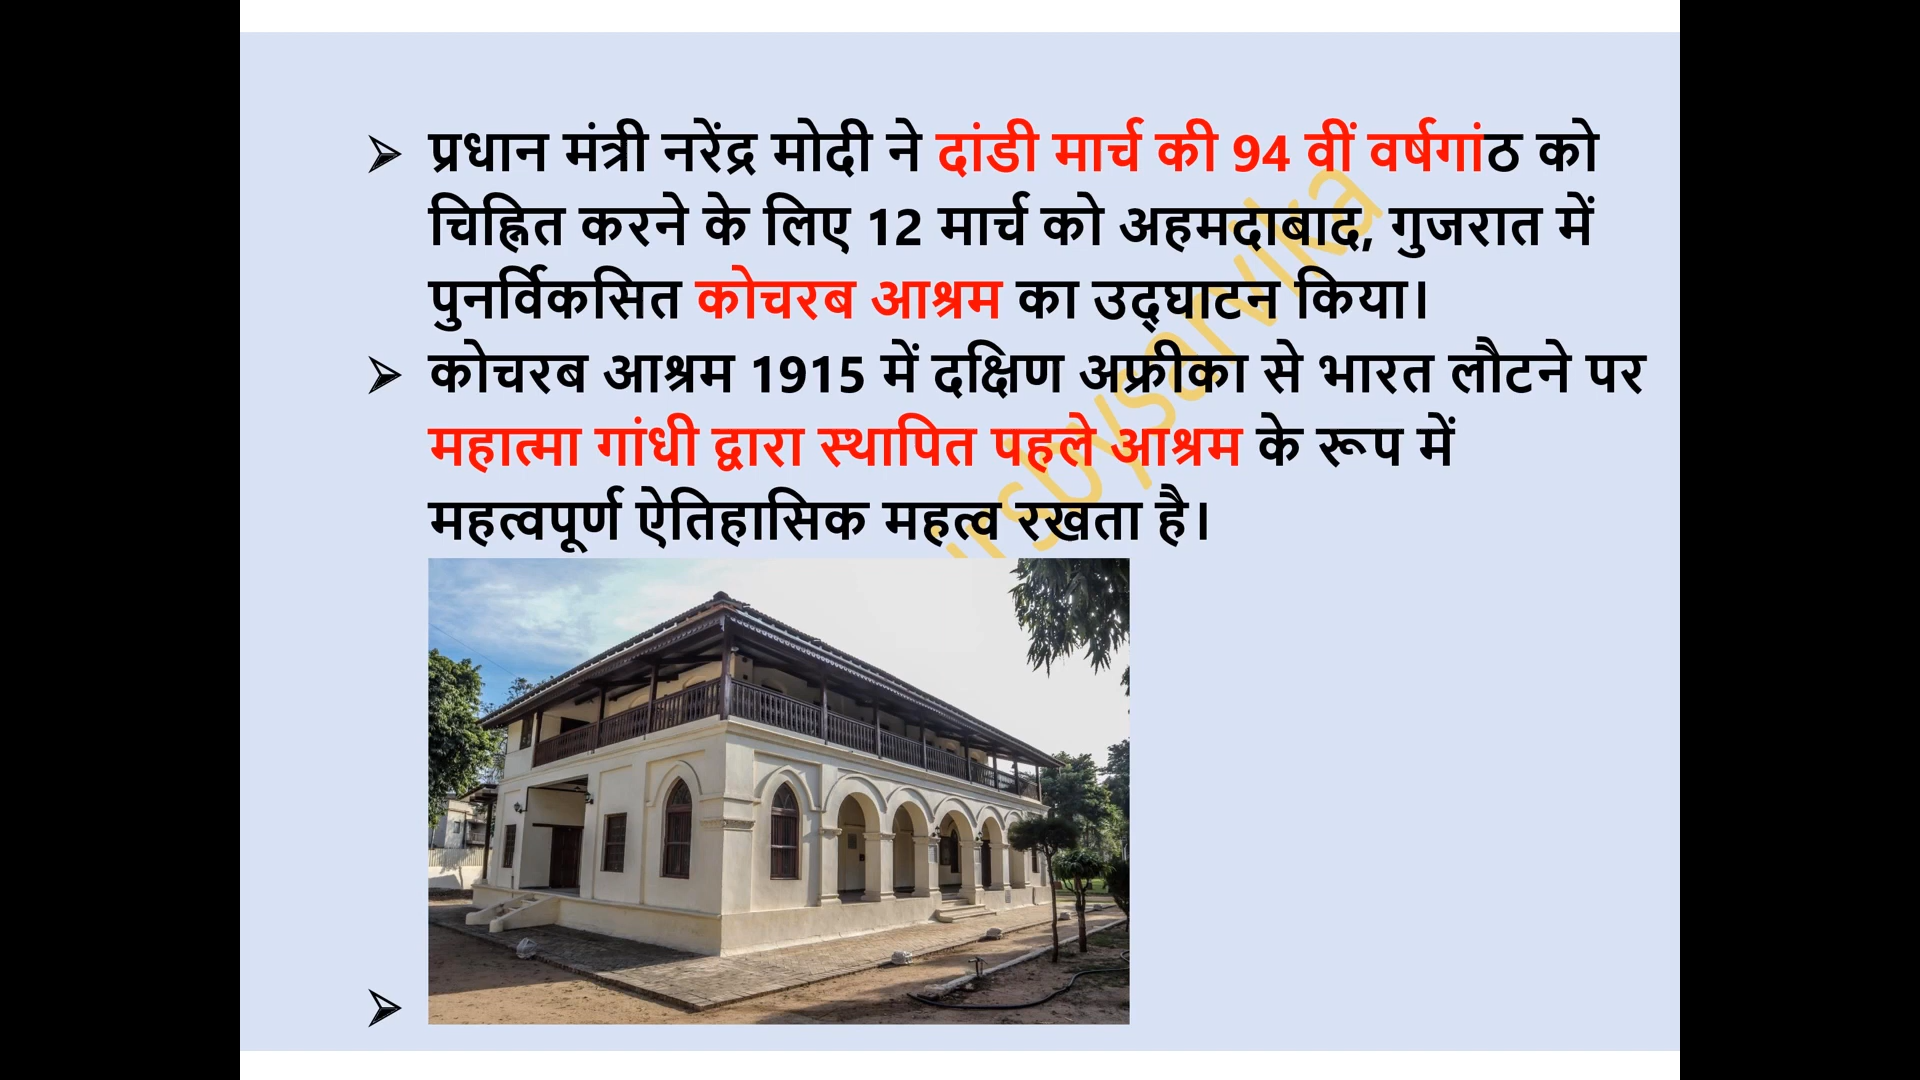 प्रधान मंत्री नरेंद्र मोदी ने दांडी मार्च की 94 वीं वर्षगांठ को
चिह्नित करने के लिए 12 मार्च को अहमदाबाद, गुजरात में
पुनर्विकसित कोचरब आश्रम का उद्घाटन किया।
कोचरब आश्रम 1915 में दक्षिण अफ्रीका से भारत लौटने पर
महात्मा गांधी द्वारा स्थापित पहले आश्रम के रूप में
महत्वपूर्ण ऐतिहासिक महत्व रखता है।